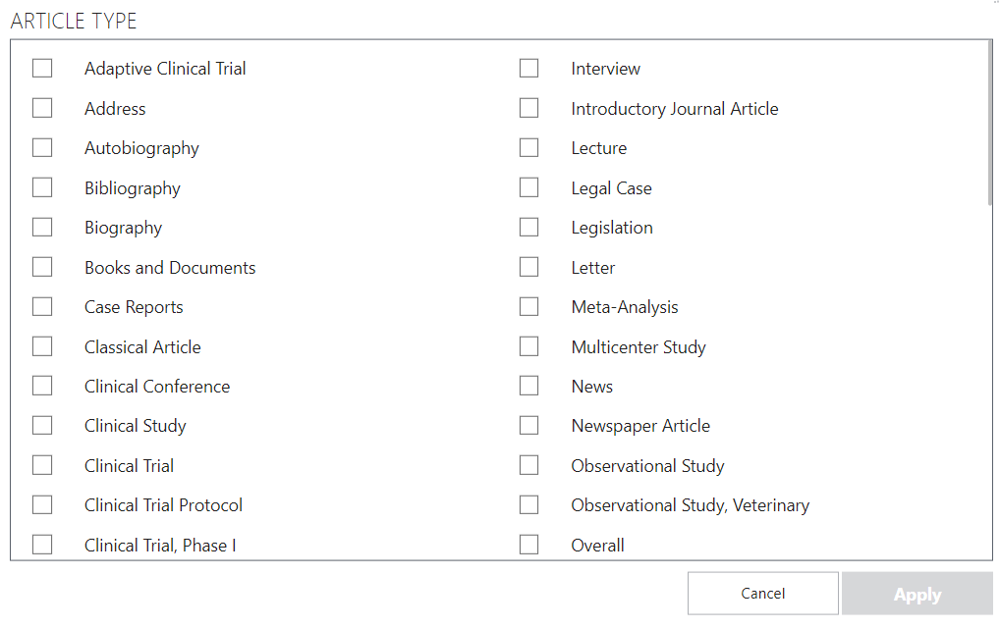 ARTICLE TYPE
Adaptive Clinical Trial
Address
Autobiography
Bibliography
Biography
Books and Documents
Case Reports
Classical Article
Clinical Conference
Clinical Study
Clinical Trial
Clinical Trial Protocol
Clinical Trial, Phase I
Interview
Introductory Journal Article
Lecture
Legal Case
Legislation
Letter
Meta-Analysis
Multicenter Study
News
Newspaper Article
Observational Study
Observational Study, Veterinary
Overall
Cancel
Apply